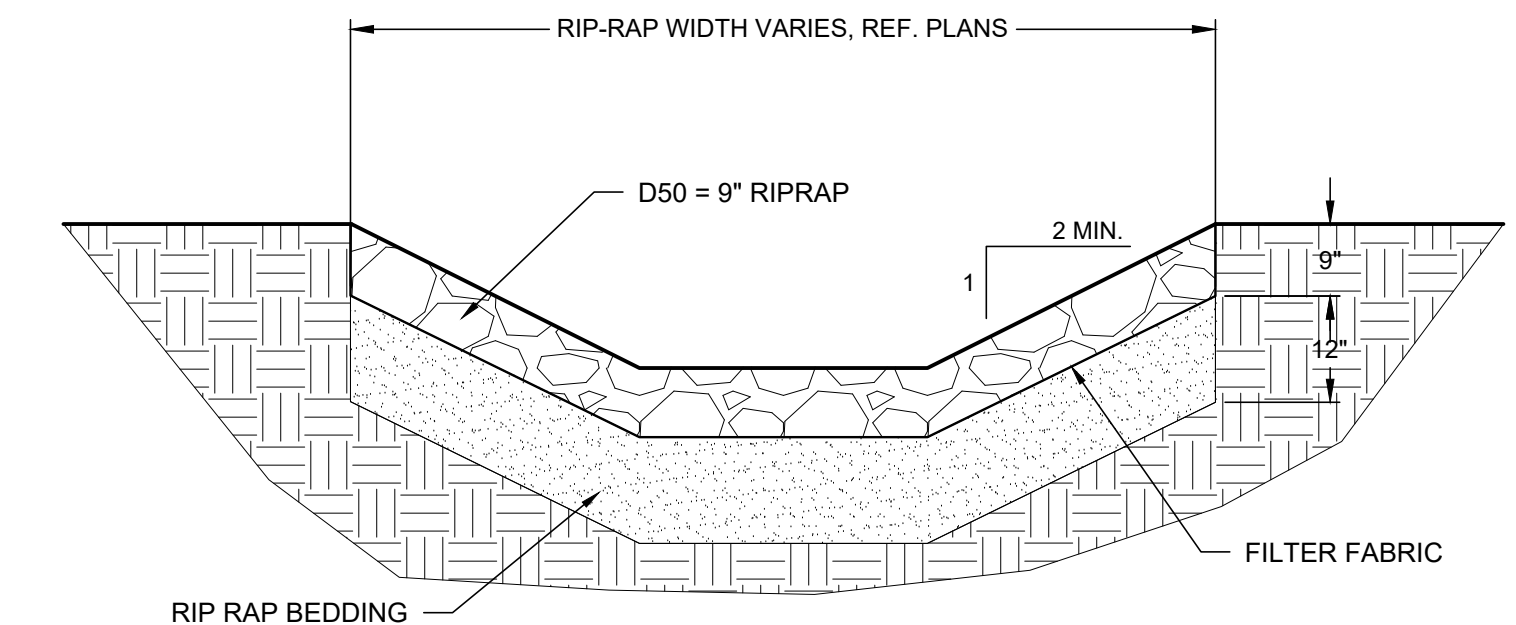 RIP-RAP WIDTH VARIES, REF. PLANS
D50 = 9" RIPRAP
2 MIN.
1
9"
12"
FILTER FABRIC
RIP RAP BEDDING